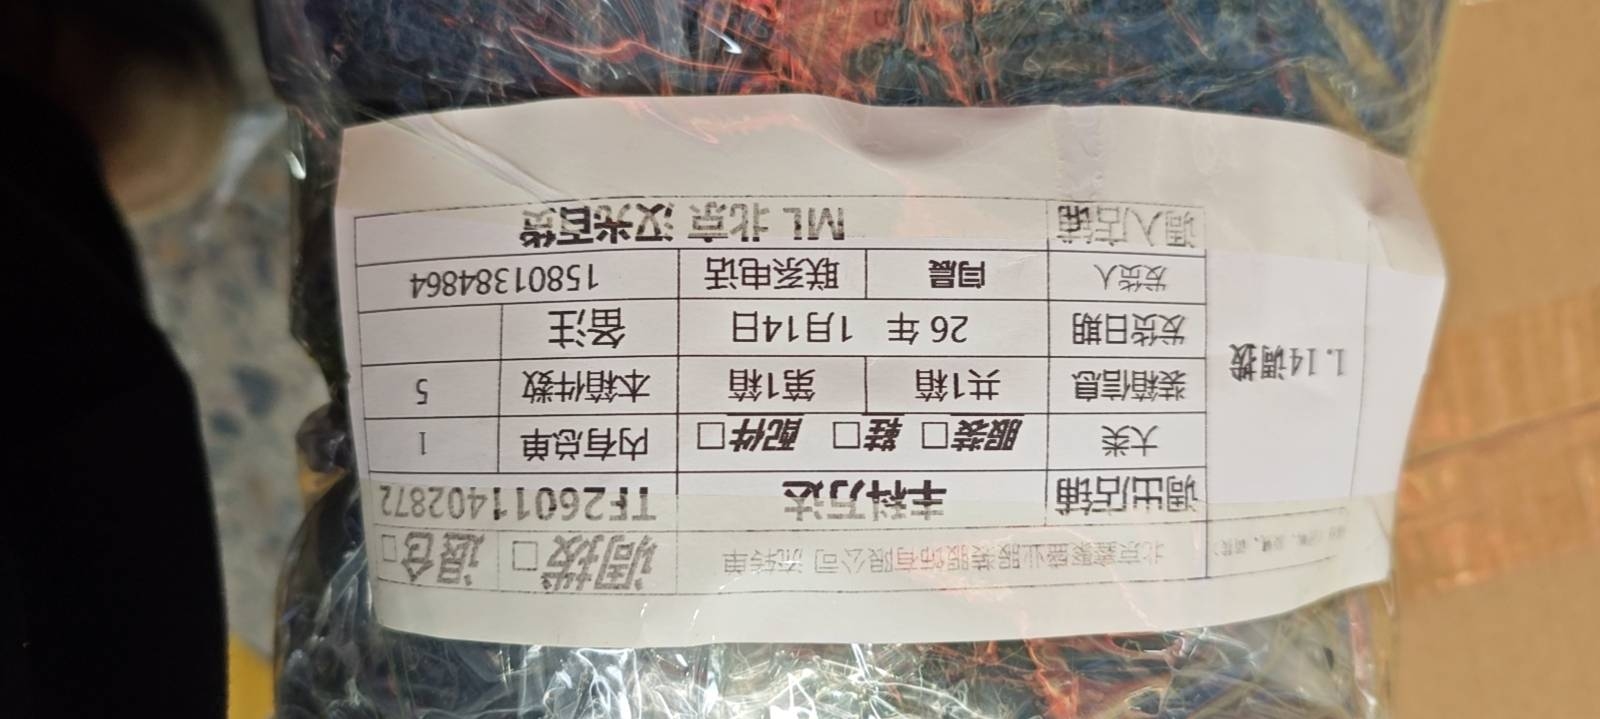 北京鑫聚盛业服装服饰有限公司 流转单 调拨□ 退仓□
调出店铺 丰科万达 TF26011402872
大类 服装□ 鞋□ 配件□ 内有总单 1
装箱信息 共1箱 第1箱 本箱件数 5
发货日期 26 年 1月14日 备注
发货人 闫晨 联系电话 15801384864
调入店铺 ML 北京 汉光百货
1.14调拨